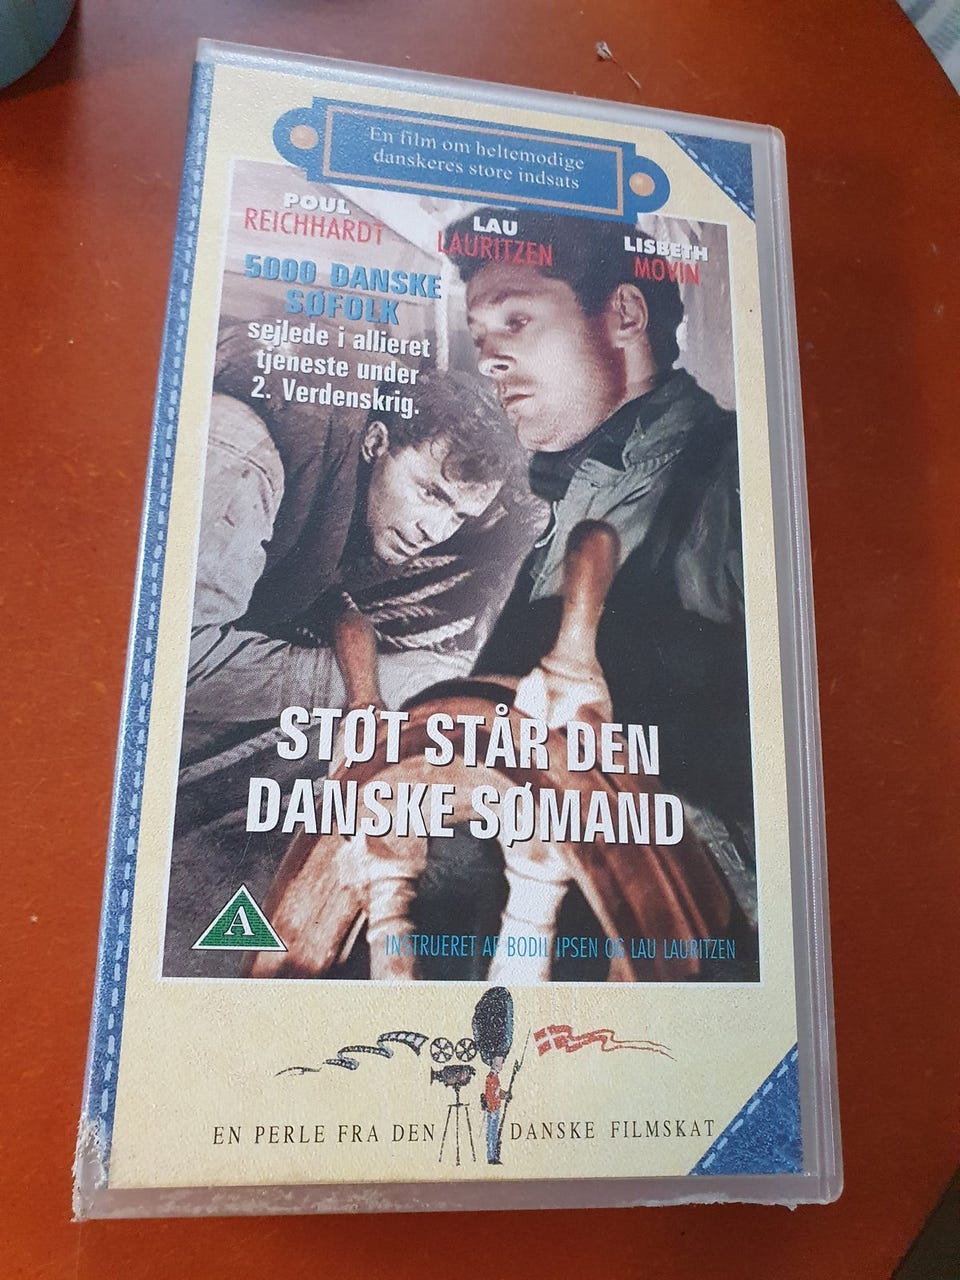 En film om heltemodige
danskeres store indsats
POUL
REICHHARDT
LAU
LAURITZEN
LISBETH
MOVIN
5000 DANSKE
SØFOLK
sejlede i allieret
tjeneste under
2. Verdenskrig.
STØT STÅR DEN
DANSKE SØMAND
A
INSTRUERET AF BODIL IPSEN OG LAU LAURITZEN
EN PERLE FRA DEN DANSKE FILMSKAT